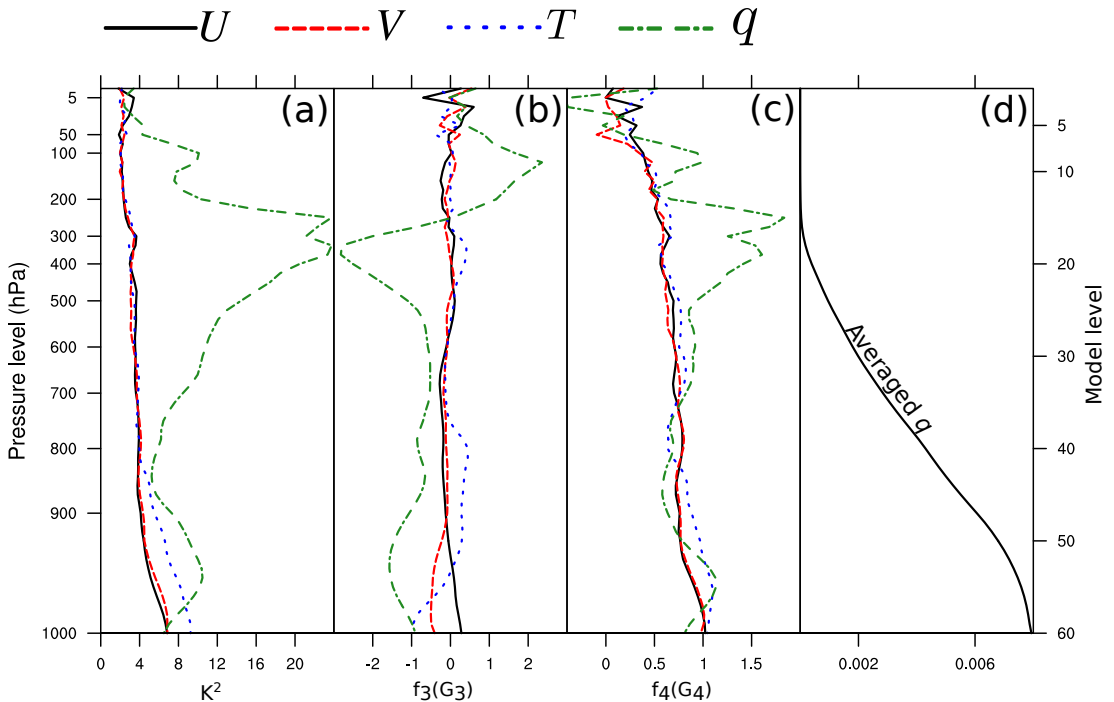 U V T q
(a) (b) (c) (d)
Pressure level (hPa)
5
50
100
200
300
400
500
600
700
800
900
1000
0 4 8 12 16 20
-2 -1 0 1 2
0 0.5 1 1.5
0.002 0.006
K²
f₃(G₃)
f₄(G₄)
Averaged q
5
10
20
30
40
50
60
Model level